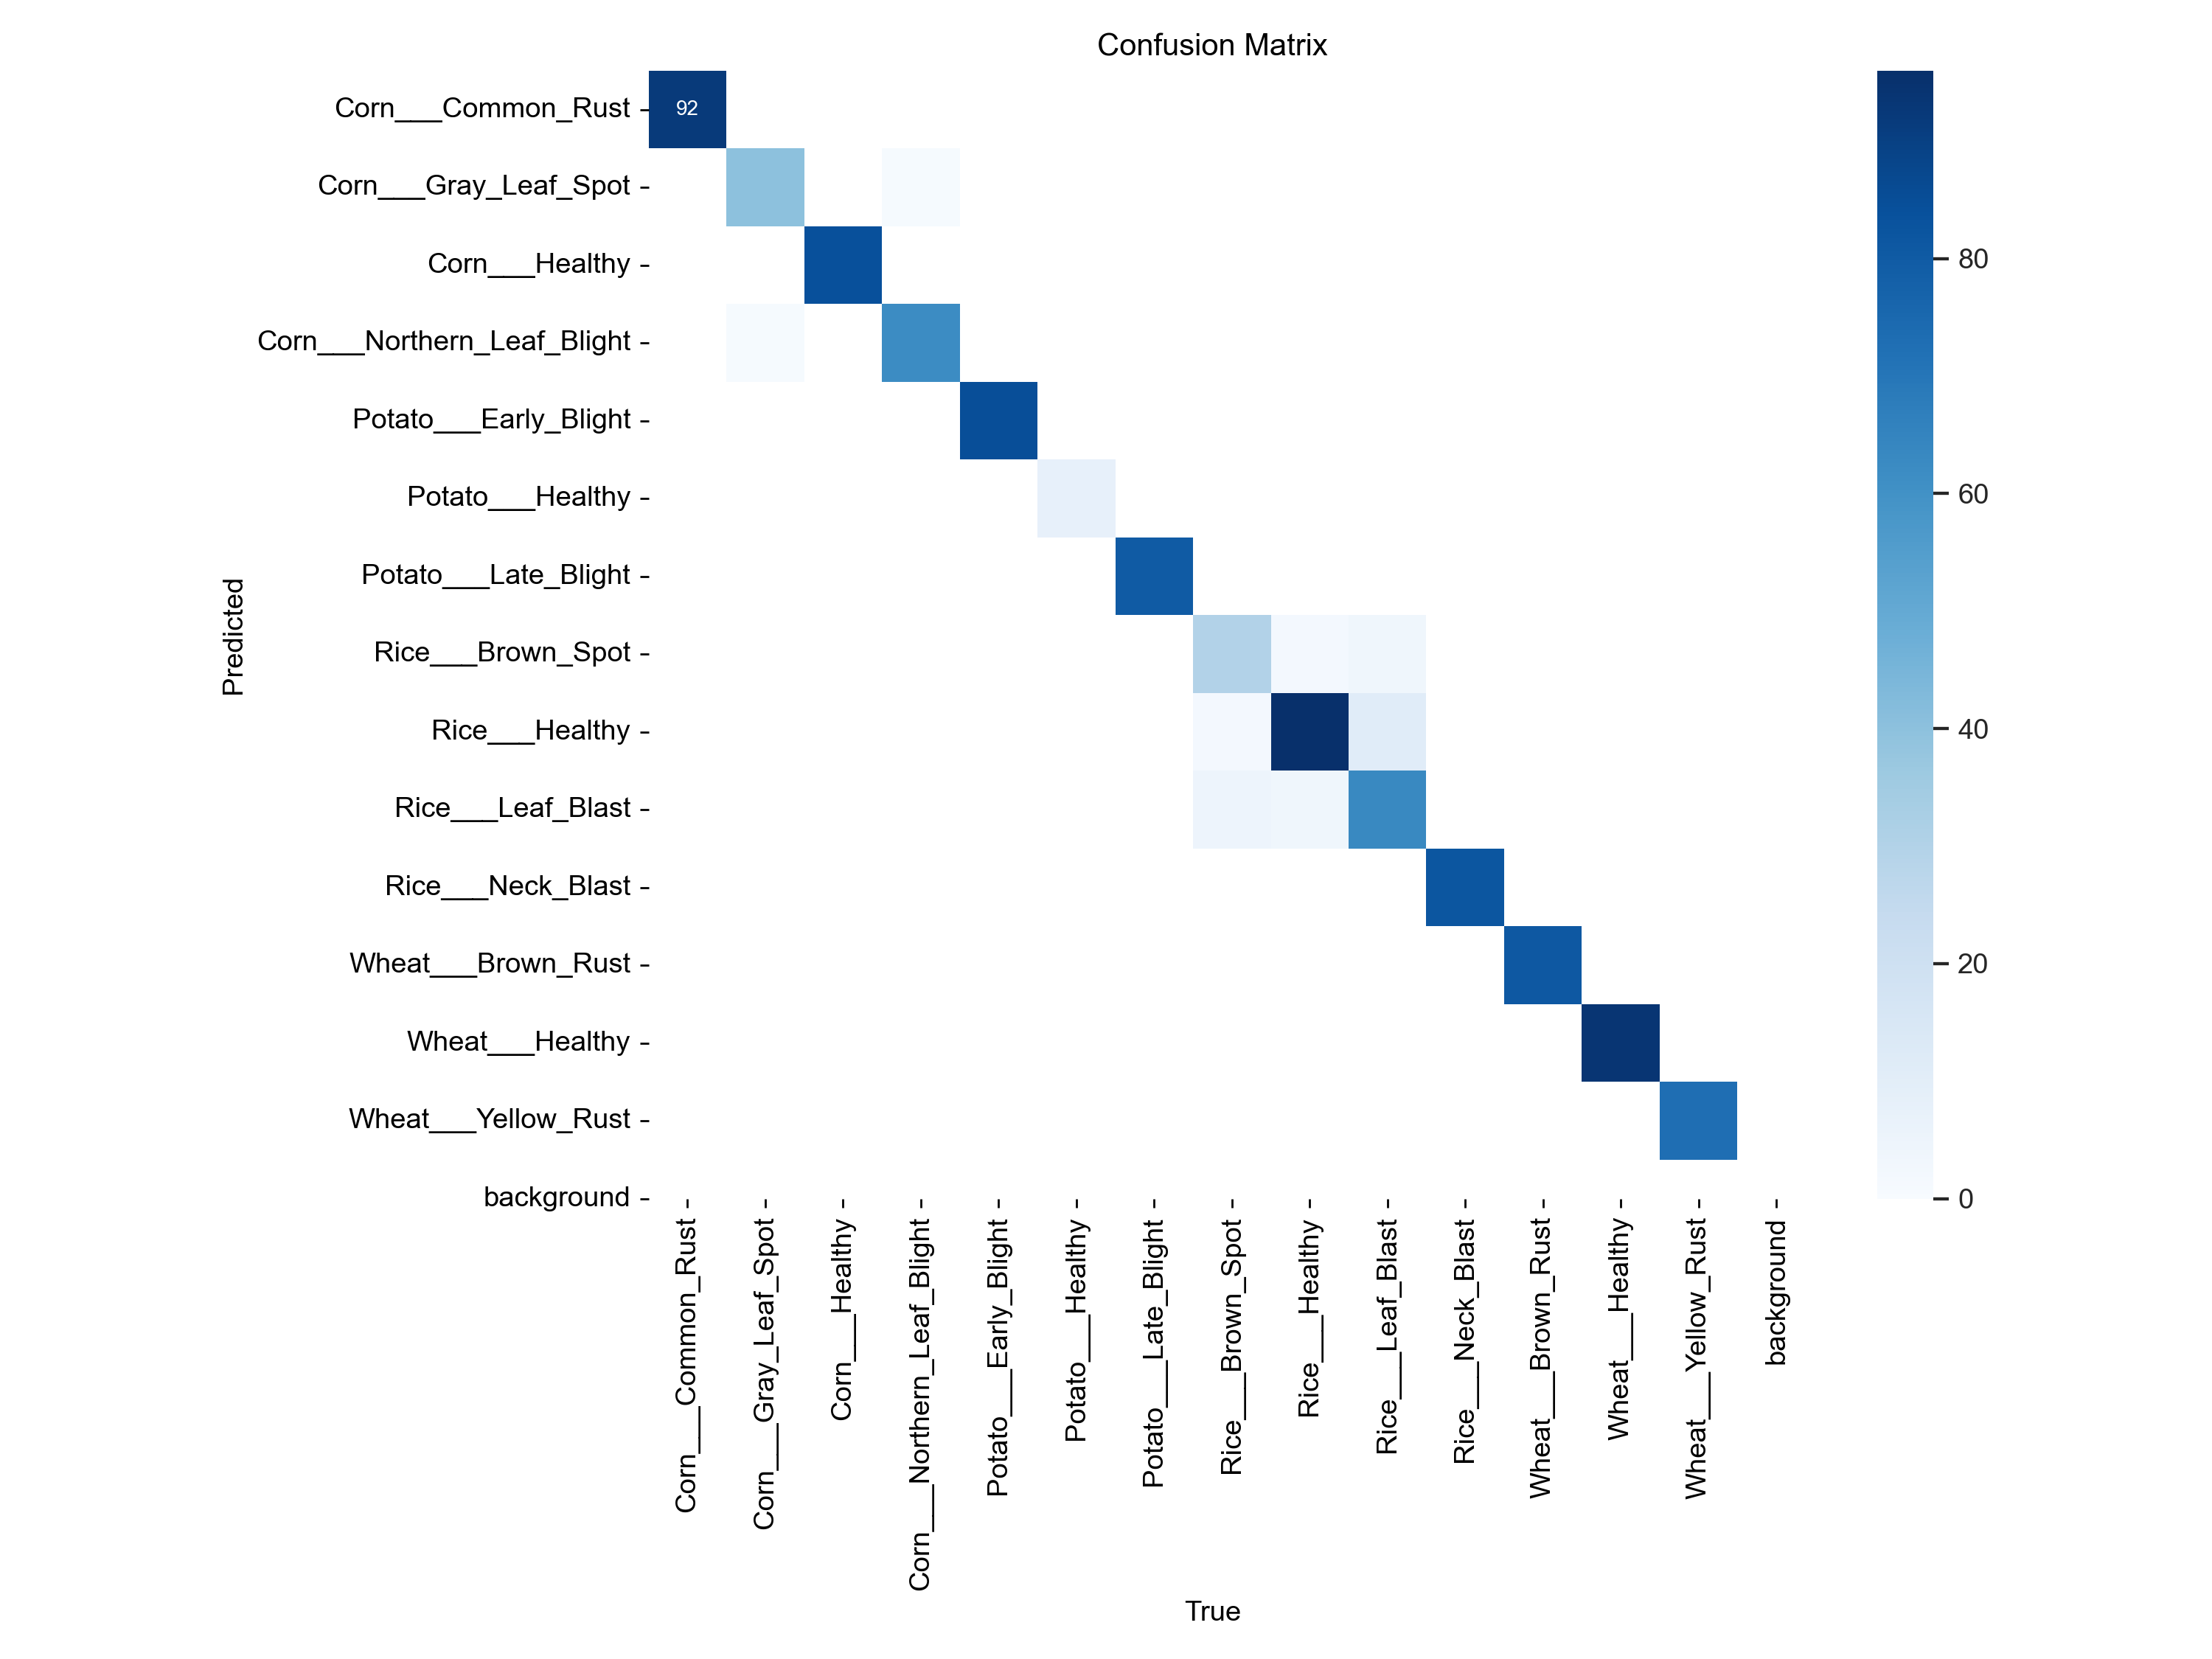 Confusion Matrix
Corn___Common_Rust
92
Corn___Gray_Leaf_Spot
Corn___Healthy
80
Corn___Northern_Leaf_Blight
Potato___Early_Blight
Potato___Healthy
60
Potato___Late_Blight
Predicted
Rice___Brown_Spot
Rice___Healthy
40
Rice___Leaf_Blast
Rice___Neck_Blast
Wheat___Brown_Rust
20
Wheat___Healthy
Wheat___Yellow_Rust
background
0
Corn___Common_Rust
Corn___Gray_Leaf_Spot
Corn___Healthy
Corn___Northern_Leaf_Blight
Potato___Early_Blight
Potato___Healthy
Potato___Late_Blight
Rice___Brown_Spot
Rice___Healthy
Rice___Leaf_Blast
Rice___Neck_Blast
Wheat___Brown_Rust
Wheat___Healthy
Wheat___Yellow_Rust
background
True